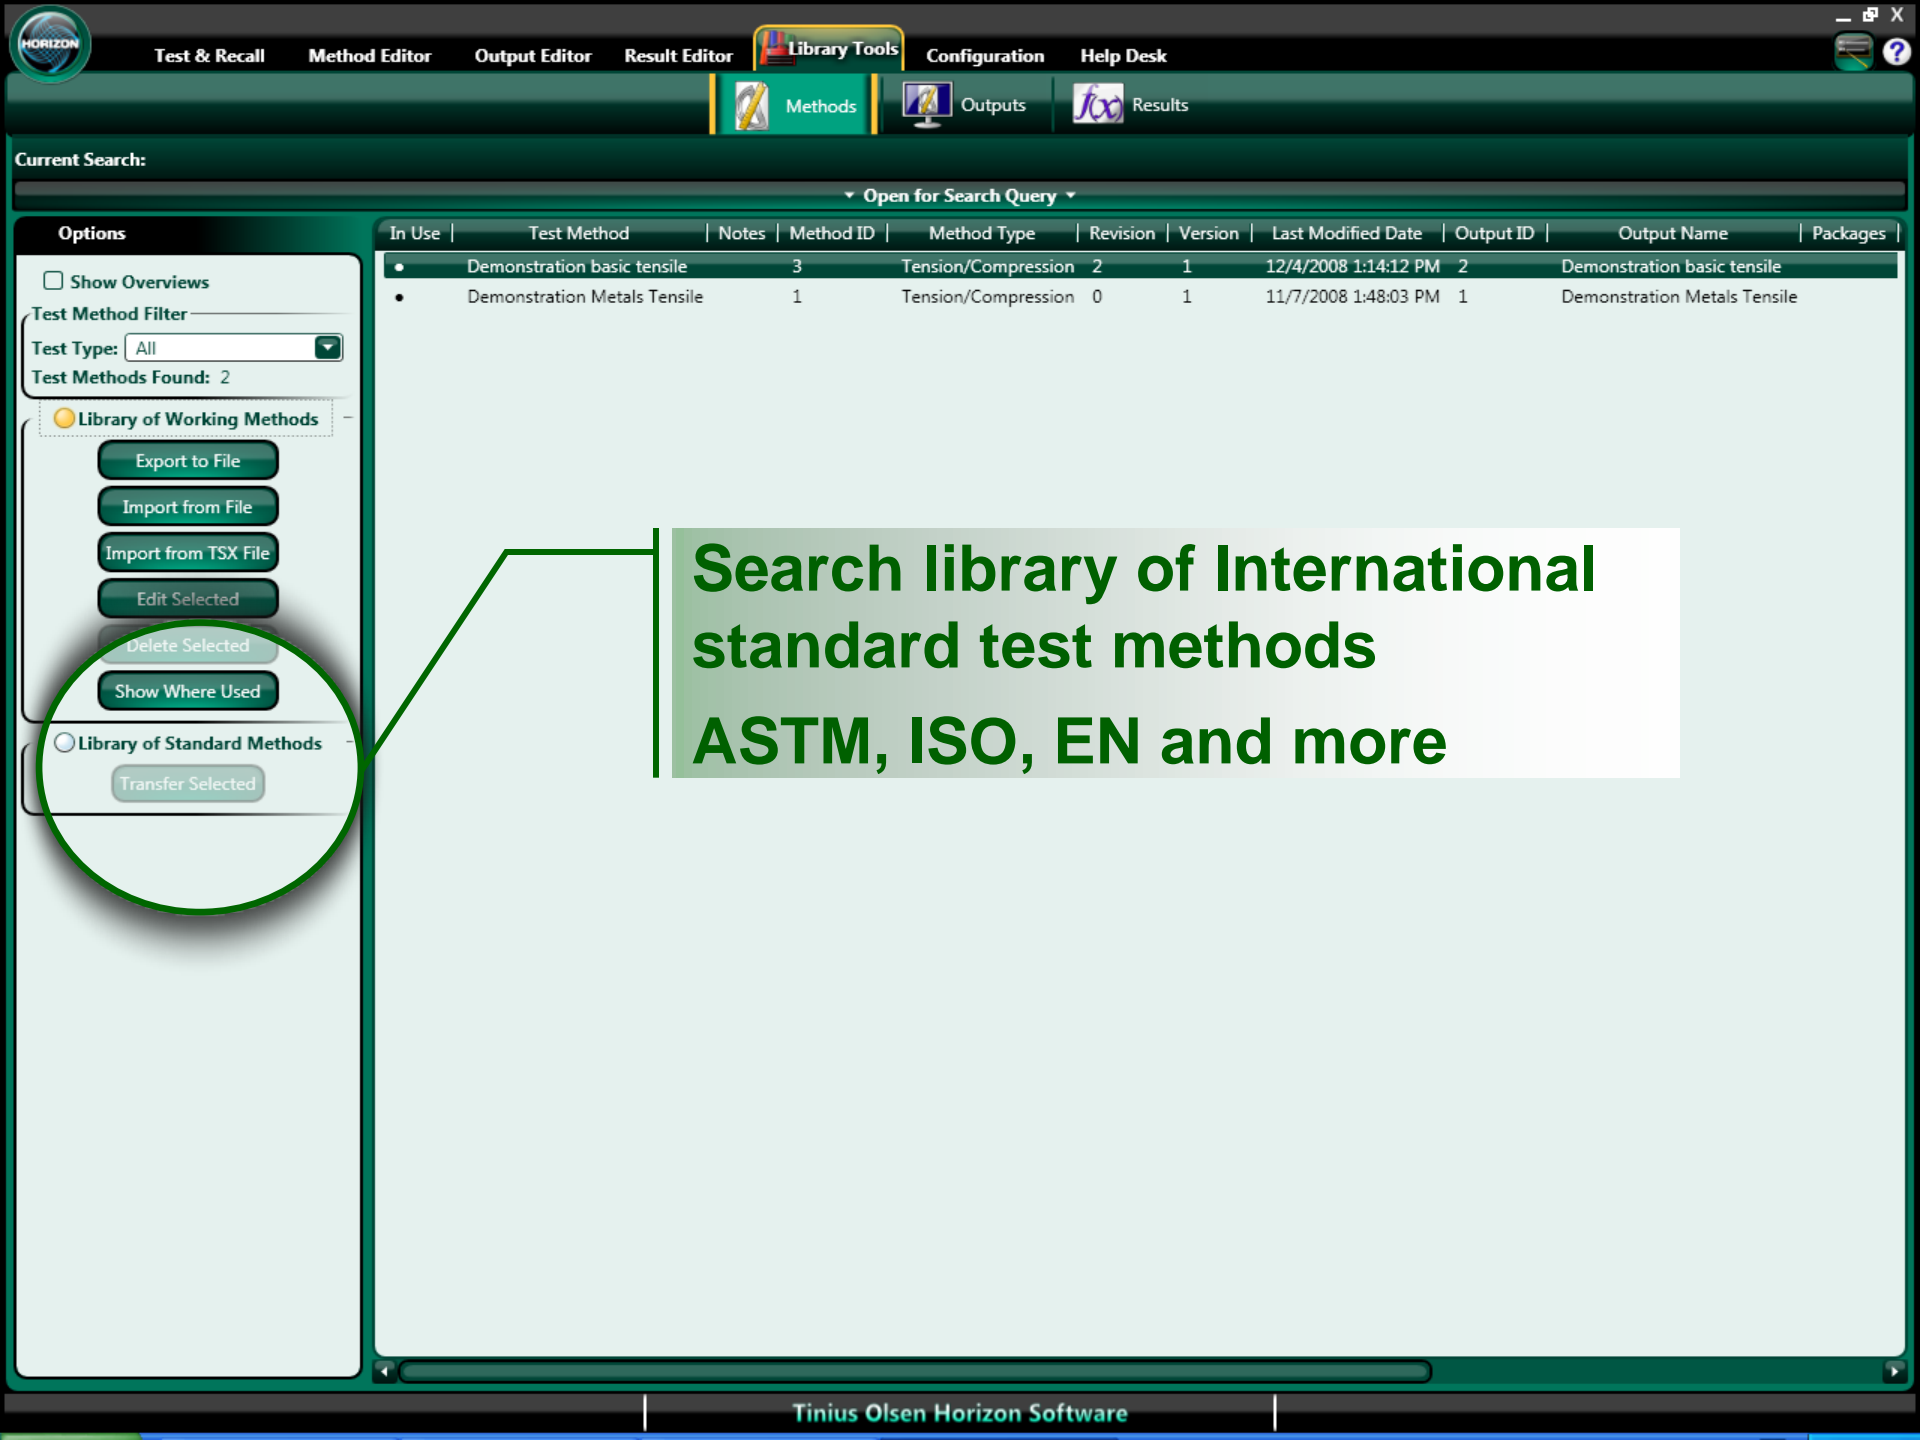 HORIZON
Test & Recall Method Editor Output Editor Result Editor Library Tools Configuration Help Desk
Methods Outputs f(x) Results
Current Search:
Open for Search Query
Options
In Use Test Method Notes Method ID Method Type Revision Version Last Modified Date Output ID Output Name Packages
Demonstration basic tensile 3 Tension/Compression 2 1 12/4/2008 1:14:12 PM 2 Demonstration basic tensile
Demonstration Metals Tensile 1 Tension/Compression 0 1 11/7/2008 1:48:03 PM 1 Demonstration Metals Tensile
Show Overviews
Test Method Filter
Test Type: All
Test Methods Found: 2
Library of Working Methods
Export to File
Import from File
Import from TSX File
Edit Selected
Delete Selected
Show Where Used
Library of Standard Methods
Transfer Selected
Search library of International
standard test methods
ASTM, ISO, EN and more
Tinius Olsen Horizon Software